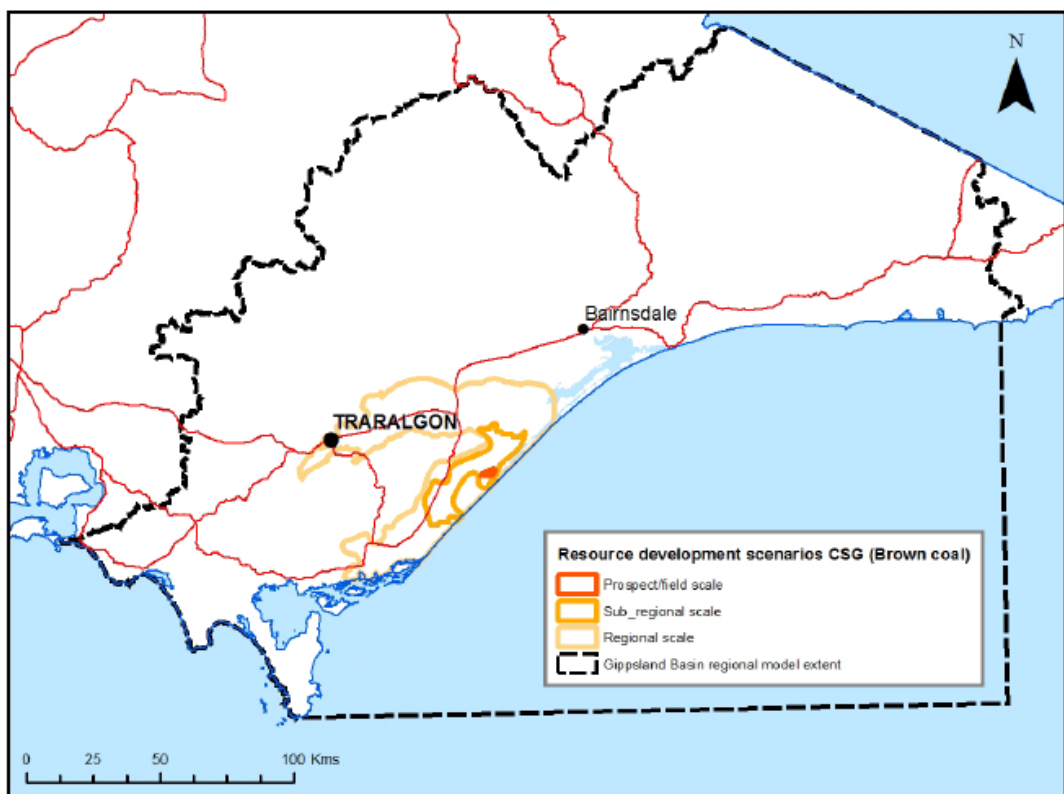 N
Bairnsdale
TRARALGON
Resource development scenarios CSG (Brown coal)
Prospect/field scale
Sub_regional scale
Regional scale
Gippsland Basin regional model extent
0 25 50 100 Kms